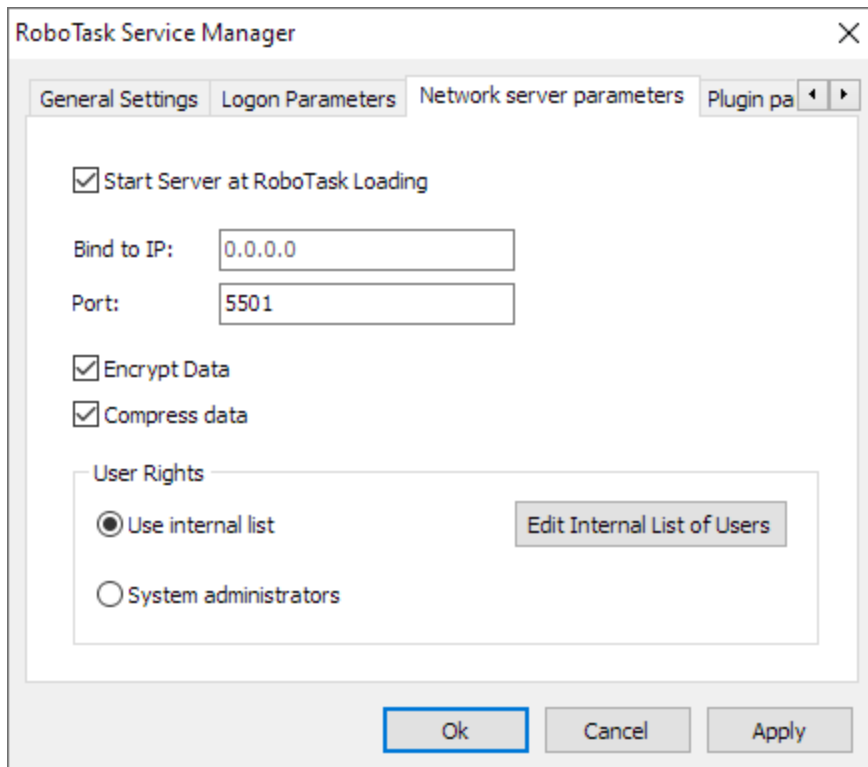 RoboTask Service Manager
General Settings Logon Parameters Network server parameters Plugin pa
Start Server at RoboTask Loading
Bind to IP: 0.0.0.0
Port: 5501
Encrypt Data
Compress data
User Rights
Use internal list Edit Internal List of Users
System administrators
Ok Cancel Apply